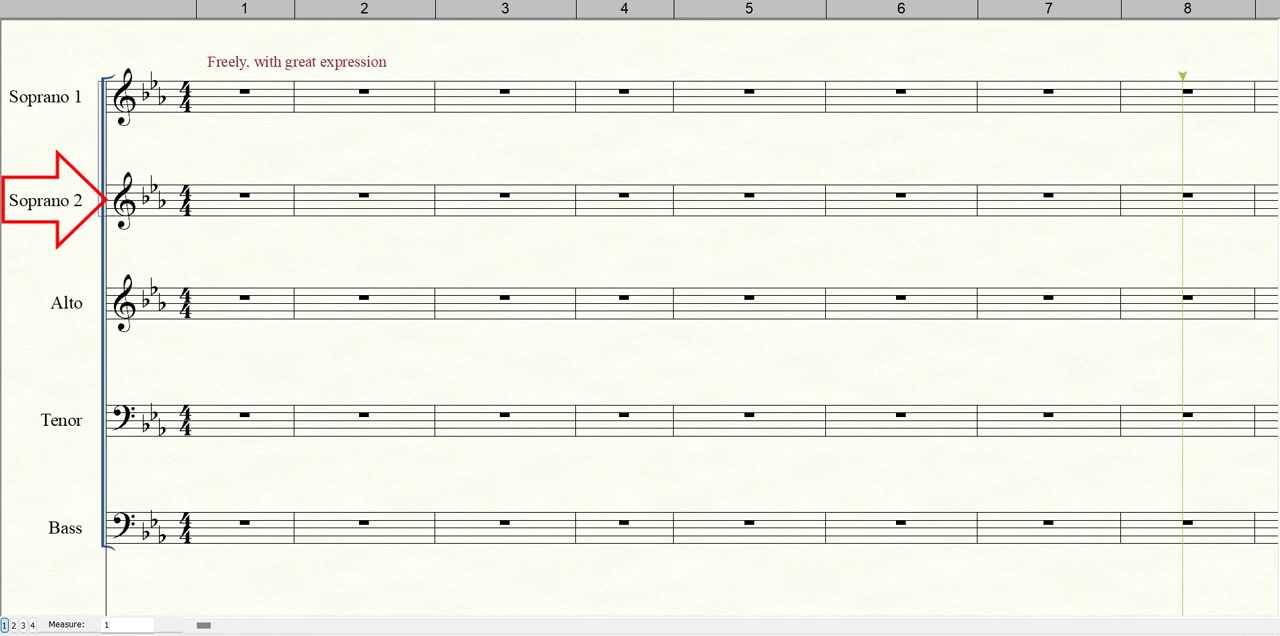 1 2 3 4 5 6 7 8
Freely, with great expression
Soprano 1
Soprano 2
Alto
Tenor
Bass
1 2 3 4 Measure: 1